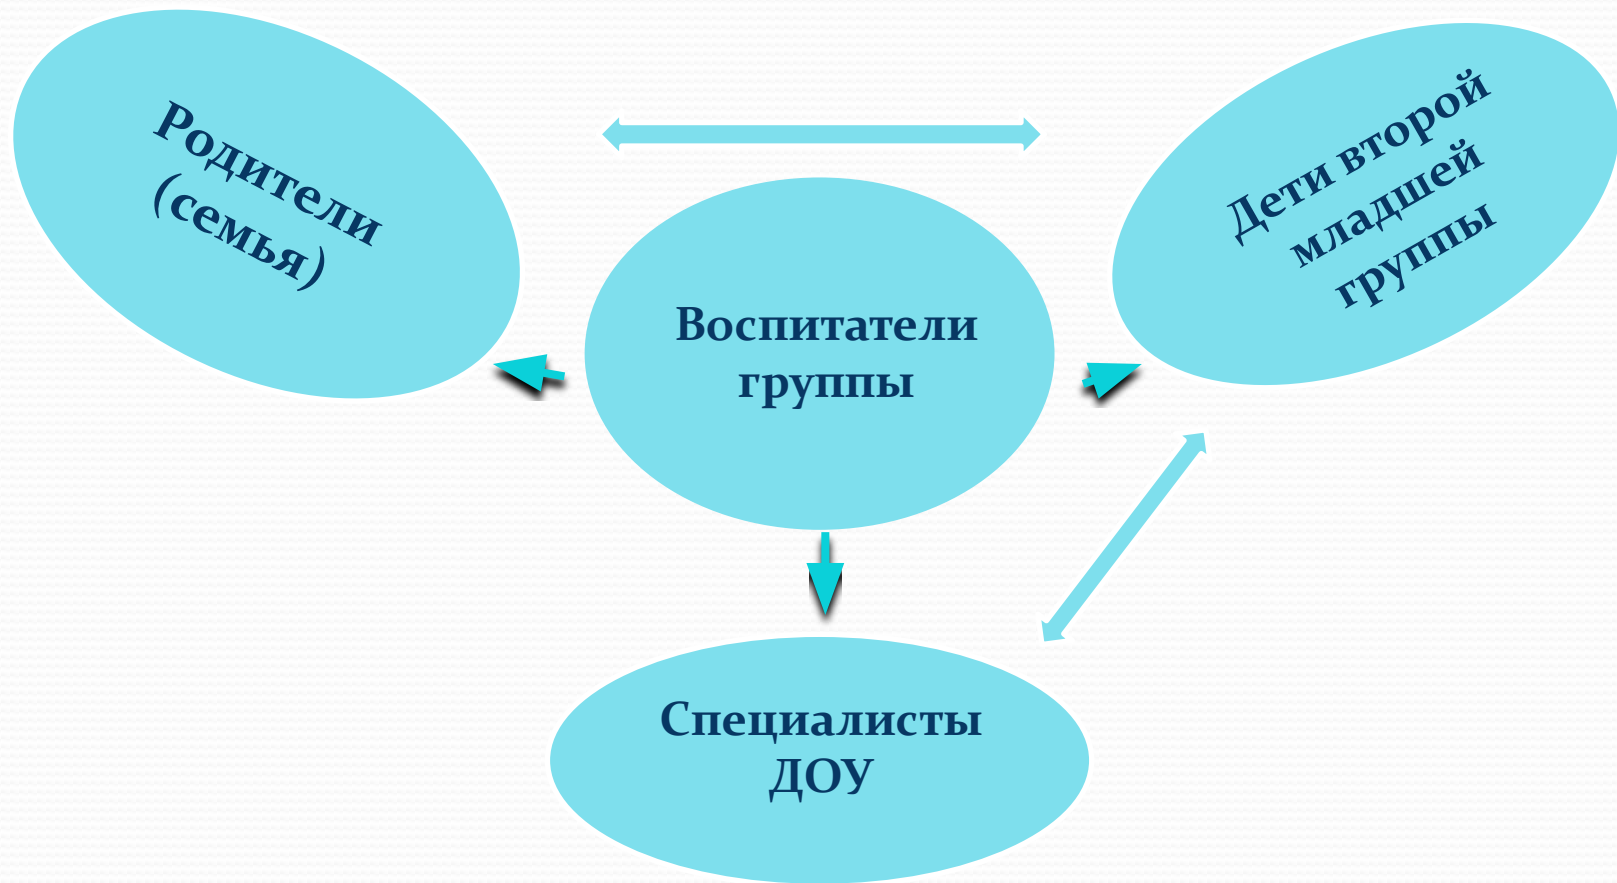 Родители
(семья)
Дети второй
младшей
группы
Воспитатели
группы
Специалисты
ДОУ